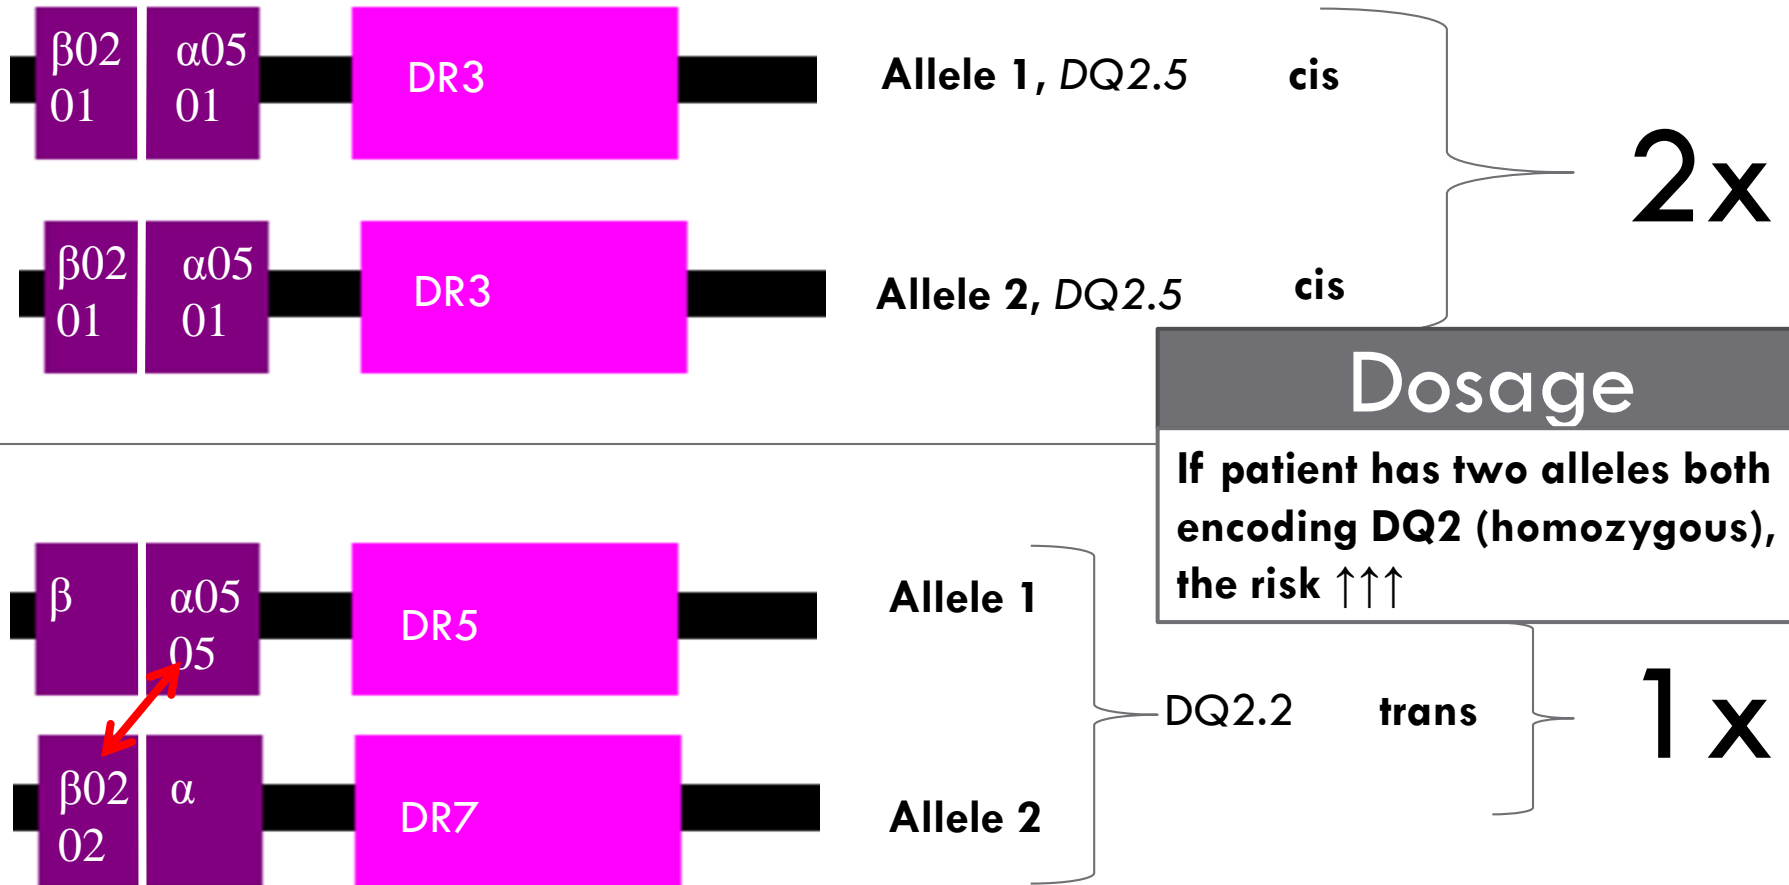 β02 α05
01 01
DR3
Allele 1, DQ2.5 cis
2x
β02 α05
01 01
DR3
Allele 2, DQ2.5 cis
Dosage
If patient has two alleles both
encoding DQ2 (homozygous),
the risk ↑↑↑
β α05
05
DR5
Allele 1
DQ2.2 trans
1x
β02 α
02
DR7
Allele 2